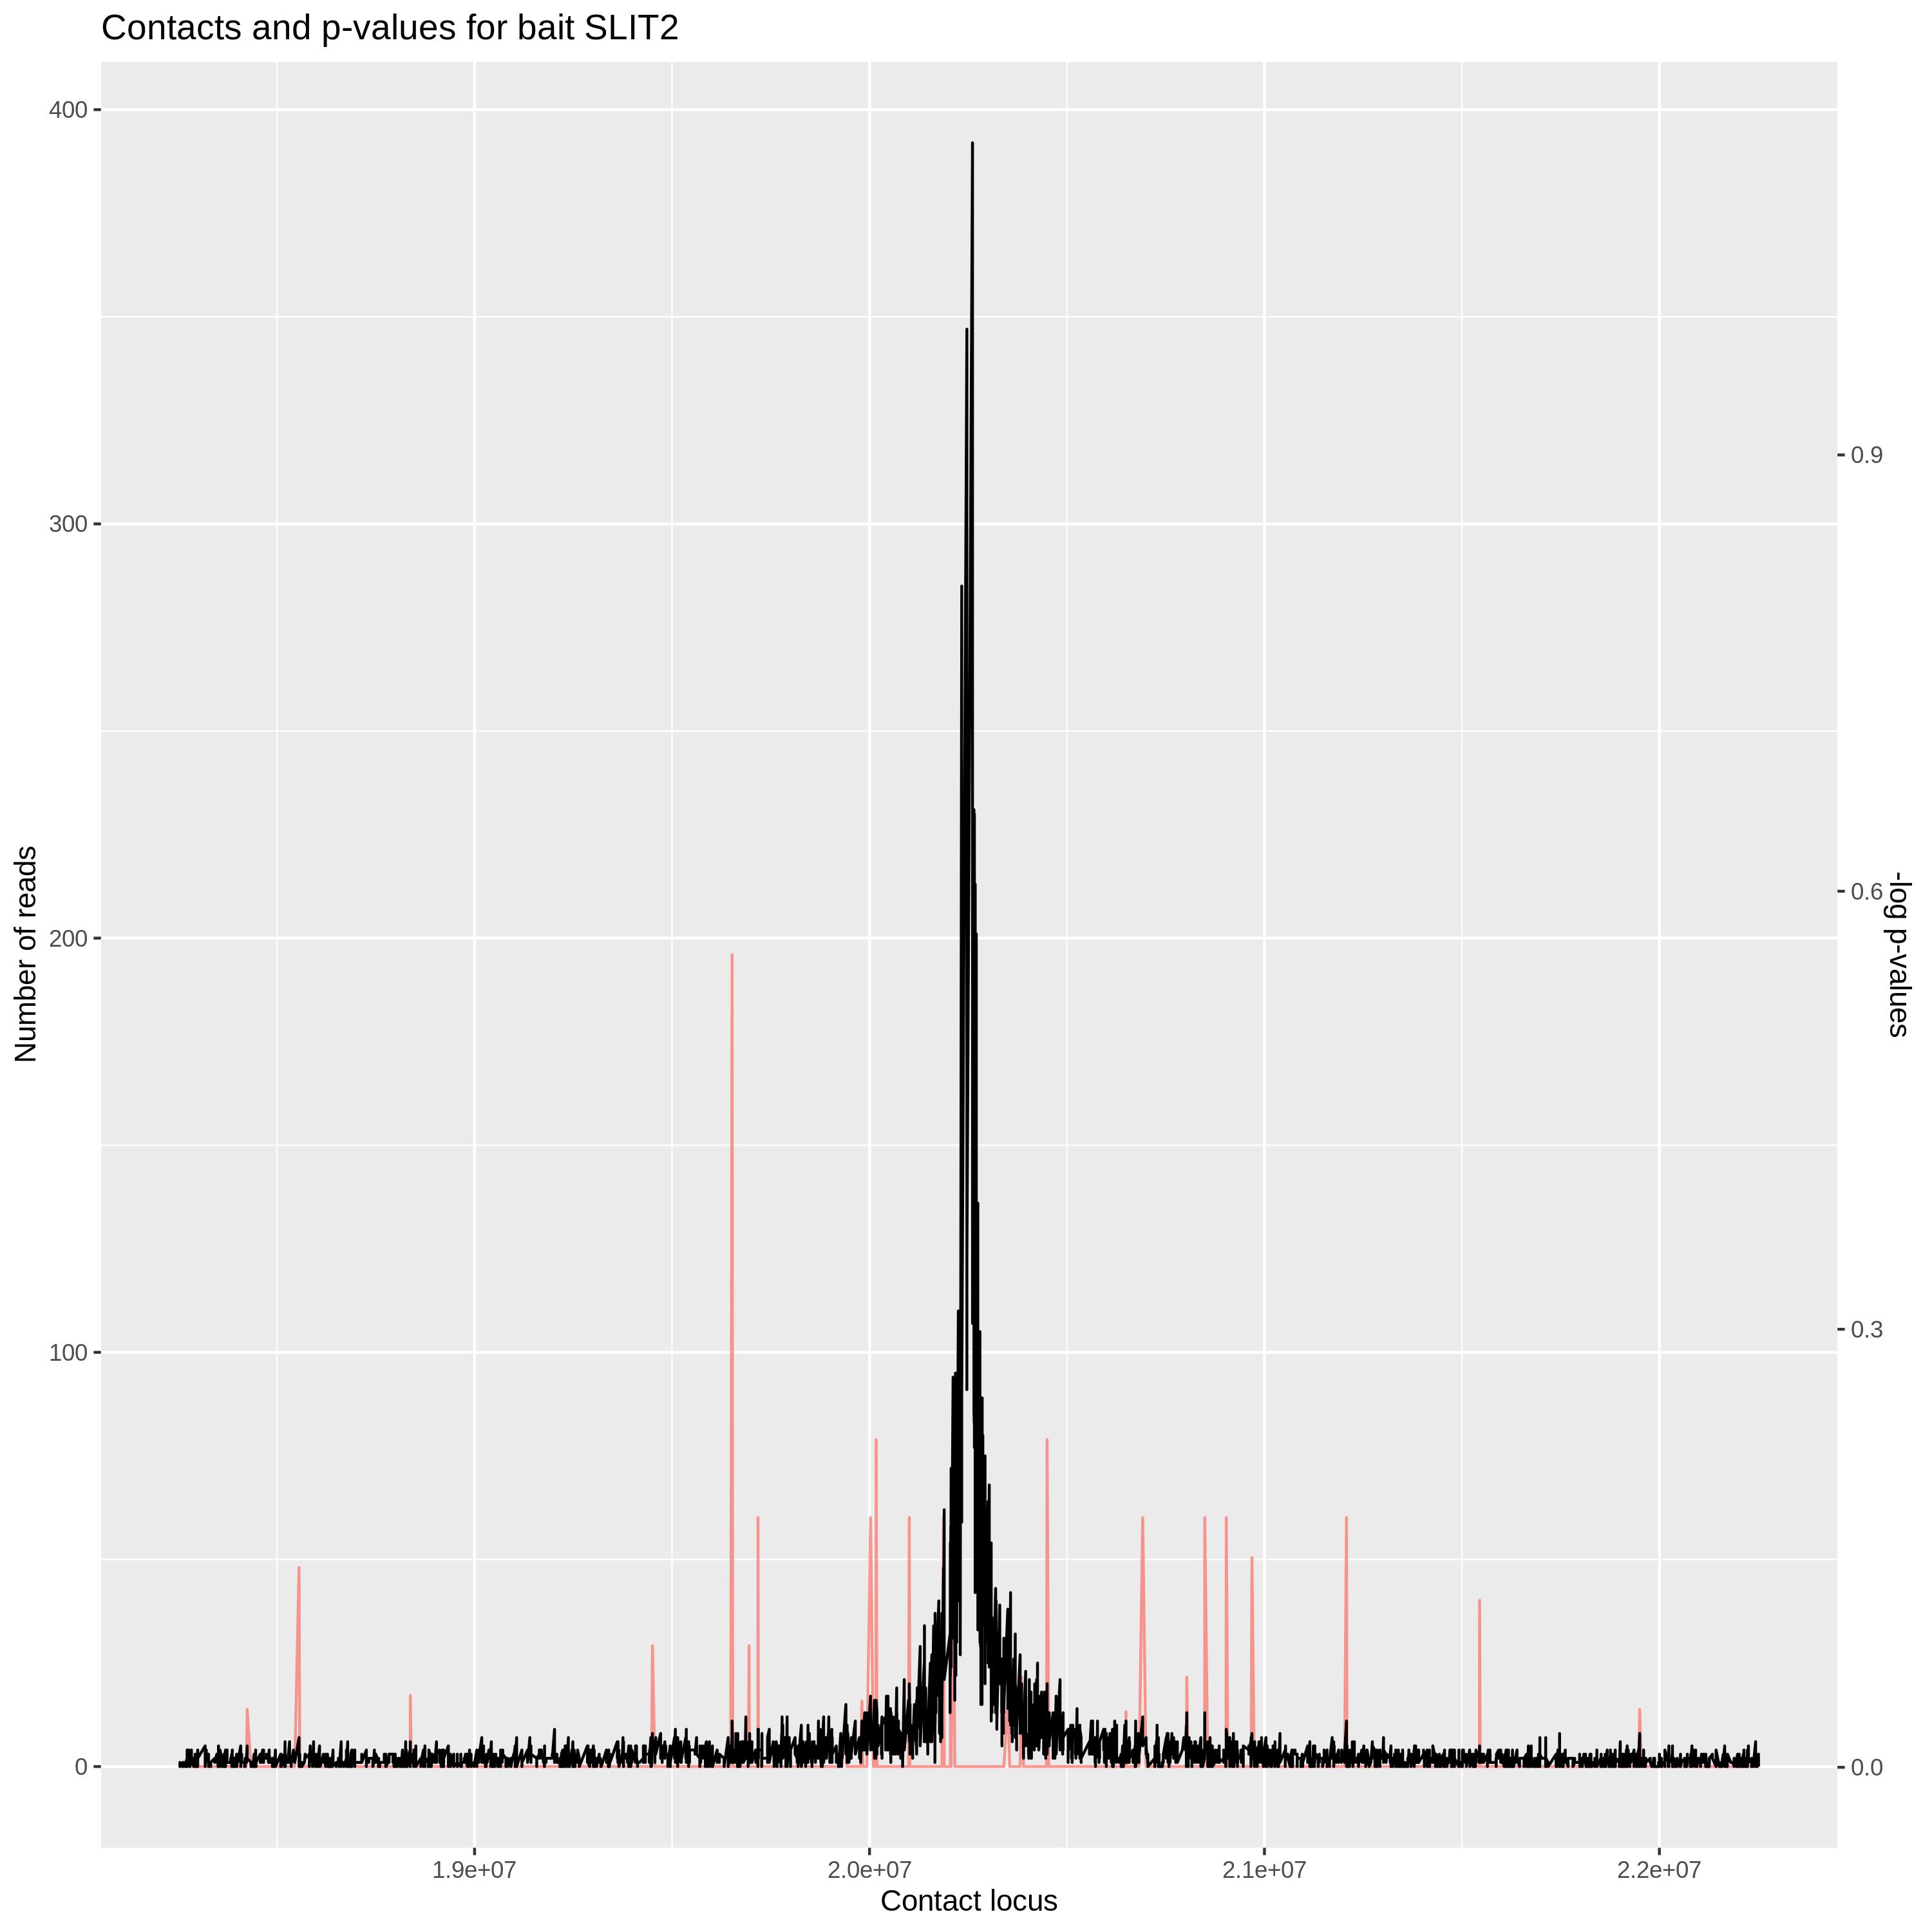 Contacts and p-values for bait SLIT2
400
300
200
100
0
Number of reads
0.9
0.6
0.3
0.0
-log p-values
1.9e+07
2.0e+07
2.1e+07
2.2e+07
Contact locus